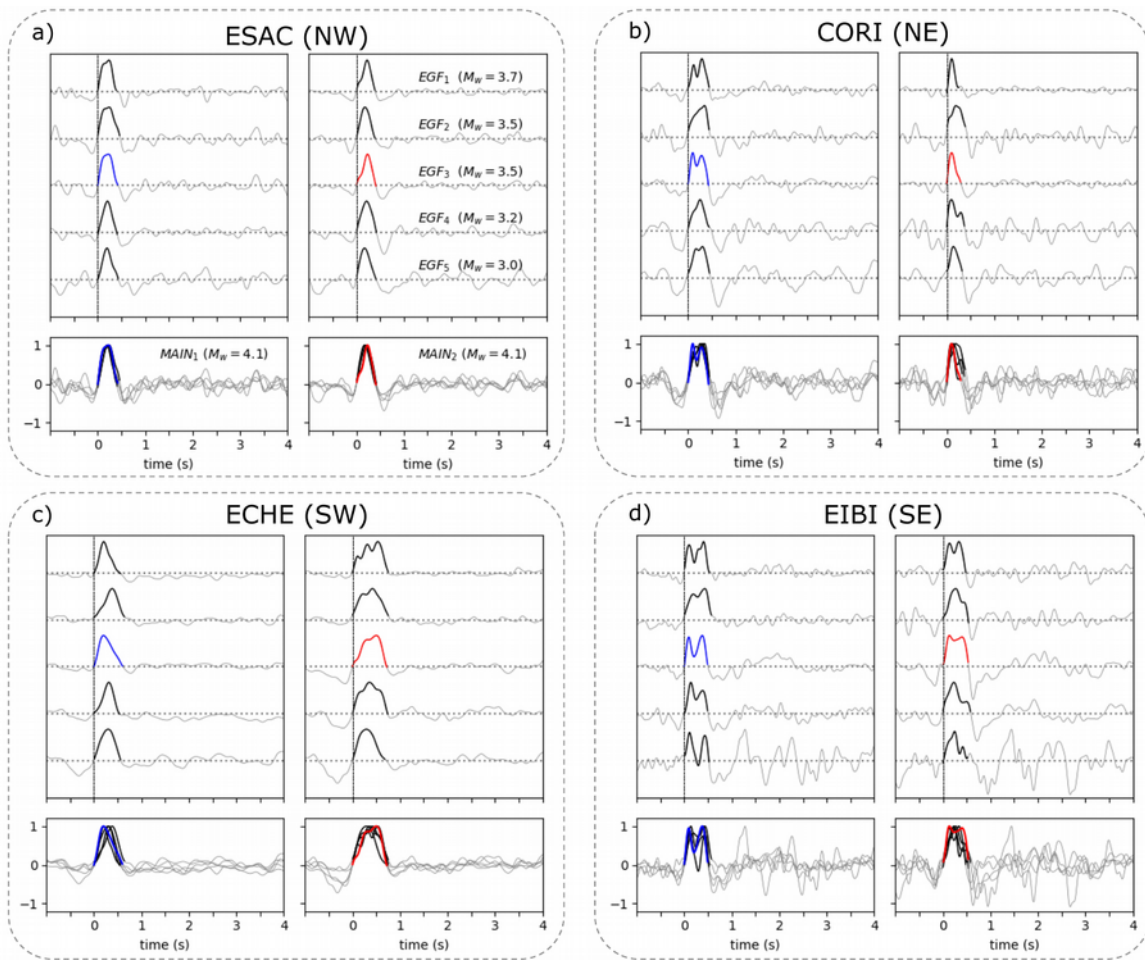 a)
ESAC (NW)
EGF1 (Mw = 3.7)
EGF2 (Mw = 3.5)
EGF3 (Mw = 3.5)
EGF4 (Mw = 3.2)
EGF5 (Mw = 3.0)
1
0
−1
MAIN1 (Mw = 4.1)
MAIN2 (Mw = 4.1)
0 1 2 3 4
0 1 2 3 4
time (s)
time (s)
b)
CORI (NE)
1
0
−1
0 1 2 3 4
0 1 2 3 4
time (s)
time (s)
c)
ECHE (SW)
1
0
−1
0 1 2 3 4
0 1 2 3 4
time (s)
time (s)
d)
EIBI (SE)
1
0
−1
0 1 2 3 4
0 1 2 3 4
time (s)
time (s)